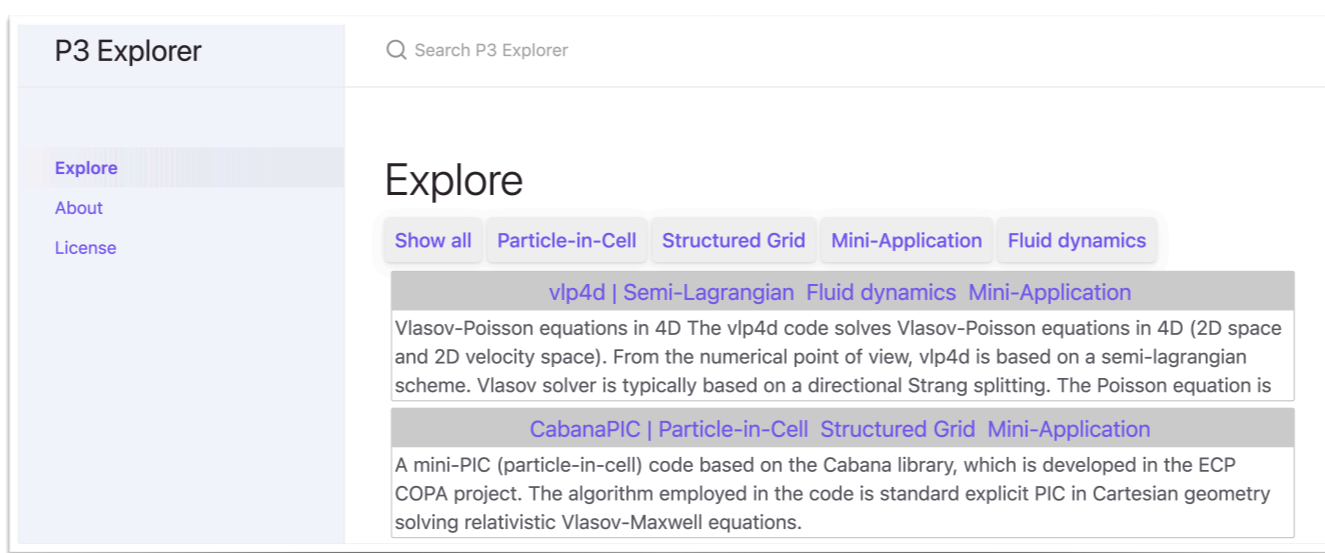 P3 Explorer
Search P3 Explorer
Explore
About
License
Explore
Show all Particle-in-Cell Structured Grid Mini-Application Fluid dynamics
vlp4d | Semi-Lagrangian Fluid dynamics Mini-Application
Vlasov-Poisson equations in 4D The vlp4d code solves Vlasov-Poisson equations in 4D (2D space
and 2D velocity space). From the numerical point of view, vlp4d is based on a semi-lagrangian
scheme. Vlasov solver is typically based on a directional Strang splitting. The Poisson equation is
CabanaPIC | Particle-in-Cell Structured Grid Mini-Application
A mini-PIC (particle-in-cell) code based on the Cabana library, which is developed in the ECP
COPA project. The algorithm employed in the code is standard explicit PIC in Cartesian geometry
solving relativistic Vlasov-Maxwell equations.